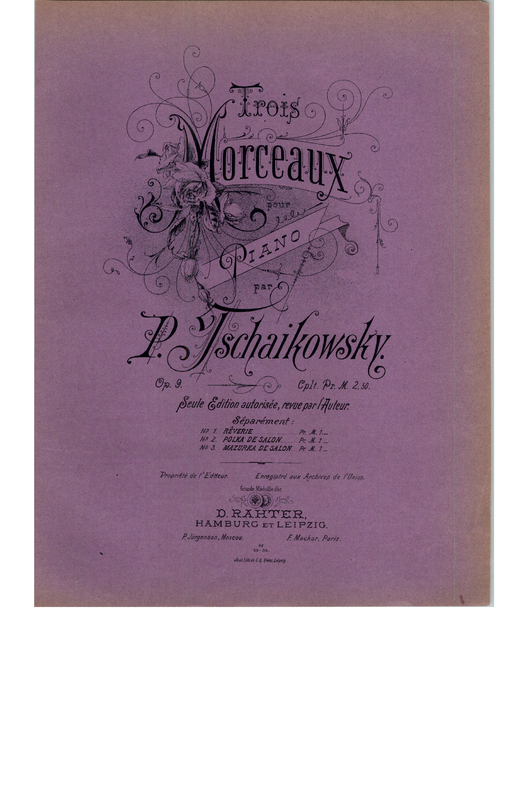 Trois
Morceaux
pour
PIANO
par
P. Tschaikowsky.
Op. 9. Cplt. Pr. M. 2,50.
Seule Edition autorisée, revue par l'Auteur.
Séparément:
No. 1. RÊVERIE Pr. M. 1._
No. 2. POLKA DE SALON Pr. M. 1._
No. 3. MAZURKA DE SALON Pr. M. 1._
Propriété de l'Editeur. Enregistré aux Archives de l'Union.
D. RAHTER,
HAMBURG ET LEIPZIG.
P. Jürgenson, Moscou. F. Mackar, Paris.